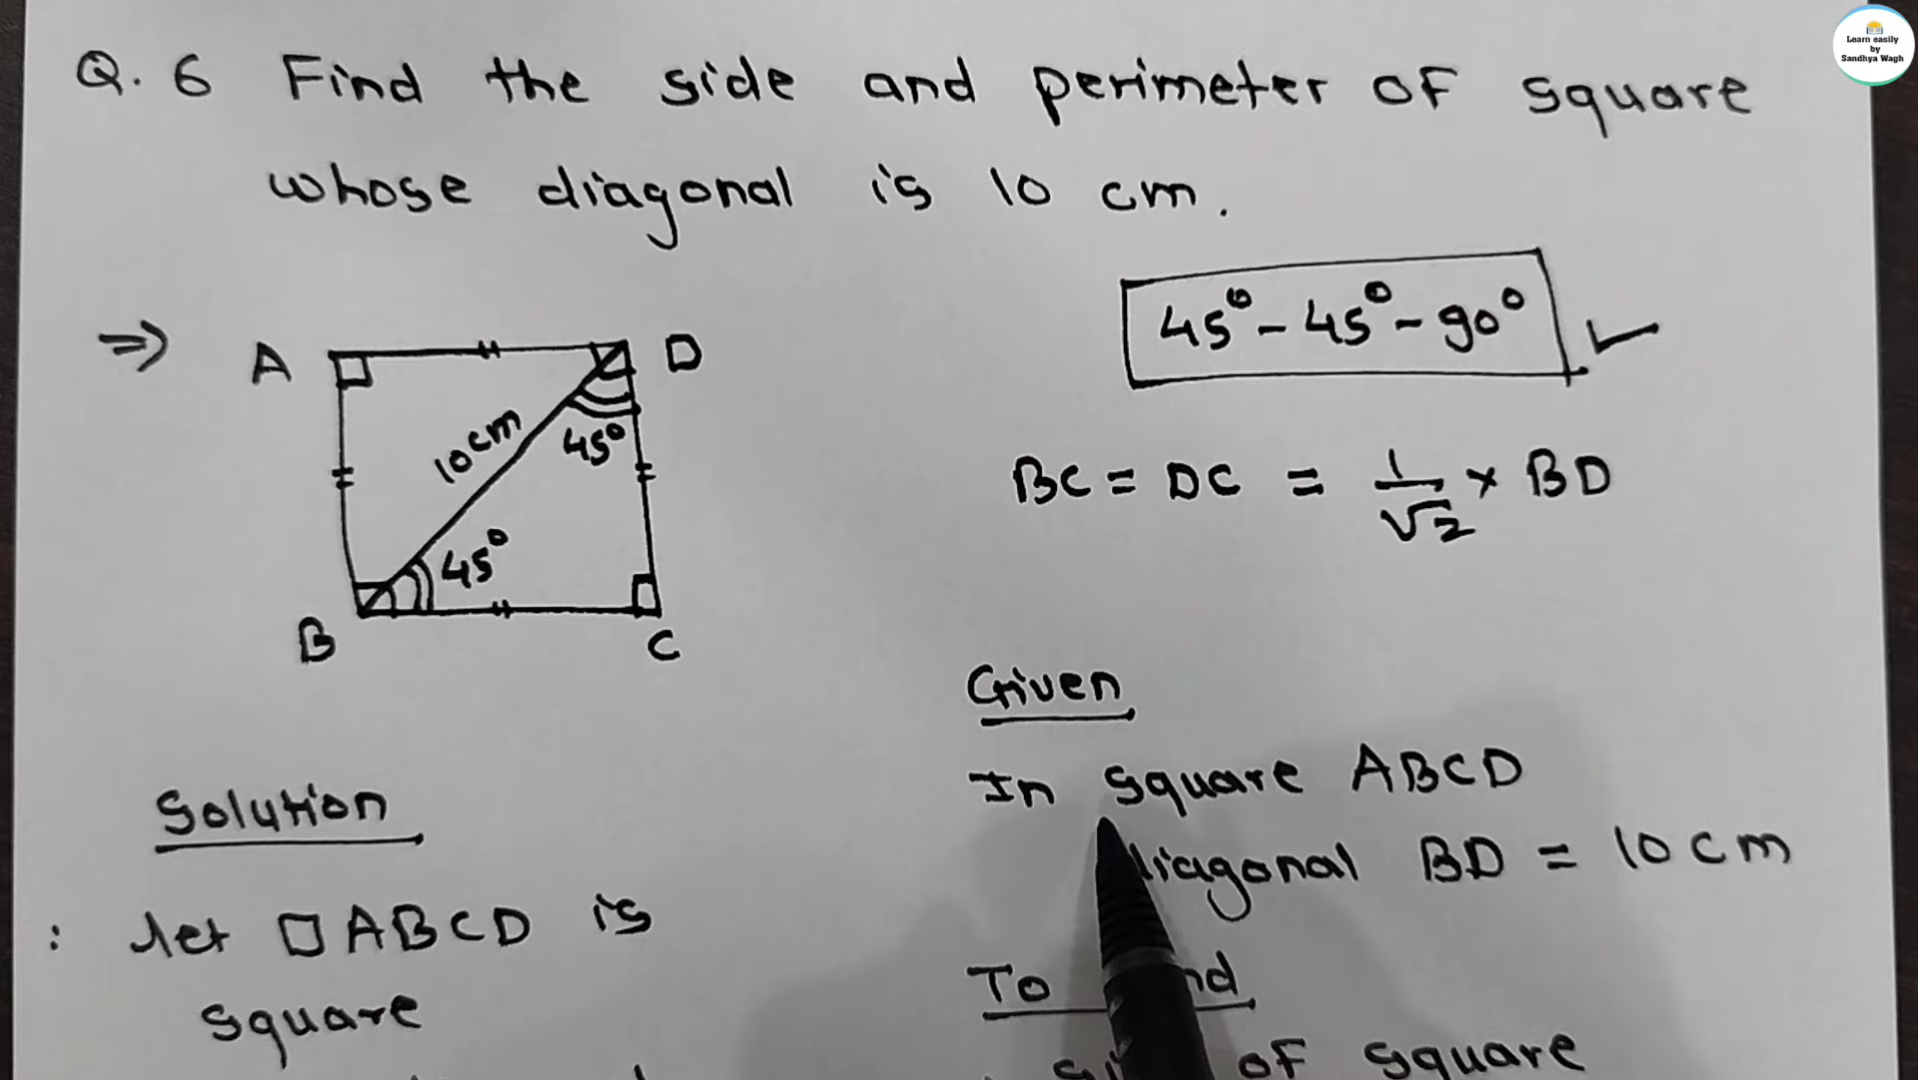 Learn easily
by
Sandhya Wagh
Q. 6 Find the side and perimeter of square
whose diagonal is 10 cm.
45° - 45° - 90°
⇒ A D
10 cm
45°
45°
B C
BC = DC = 1/√2 × BD
Given
In square ABCD
diagonal BD = 10 cm
To
of square
Solution
: let □ ABCD is
square